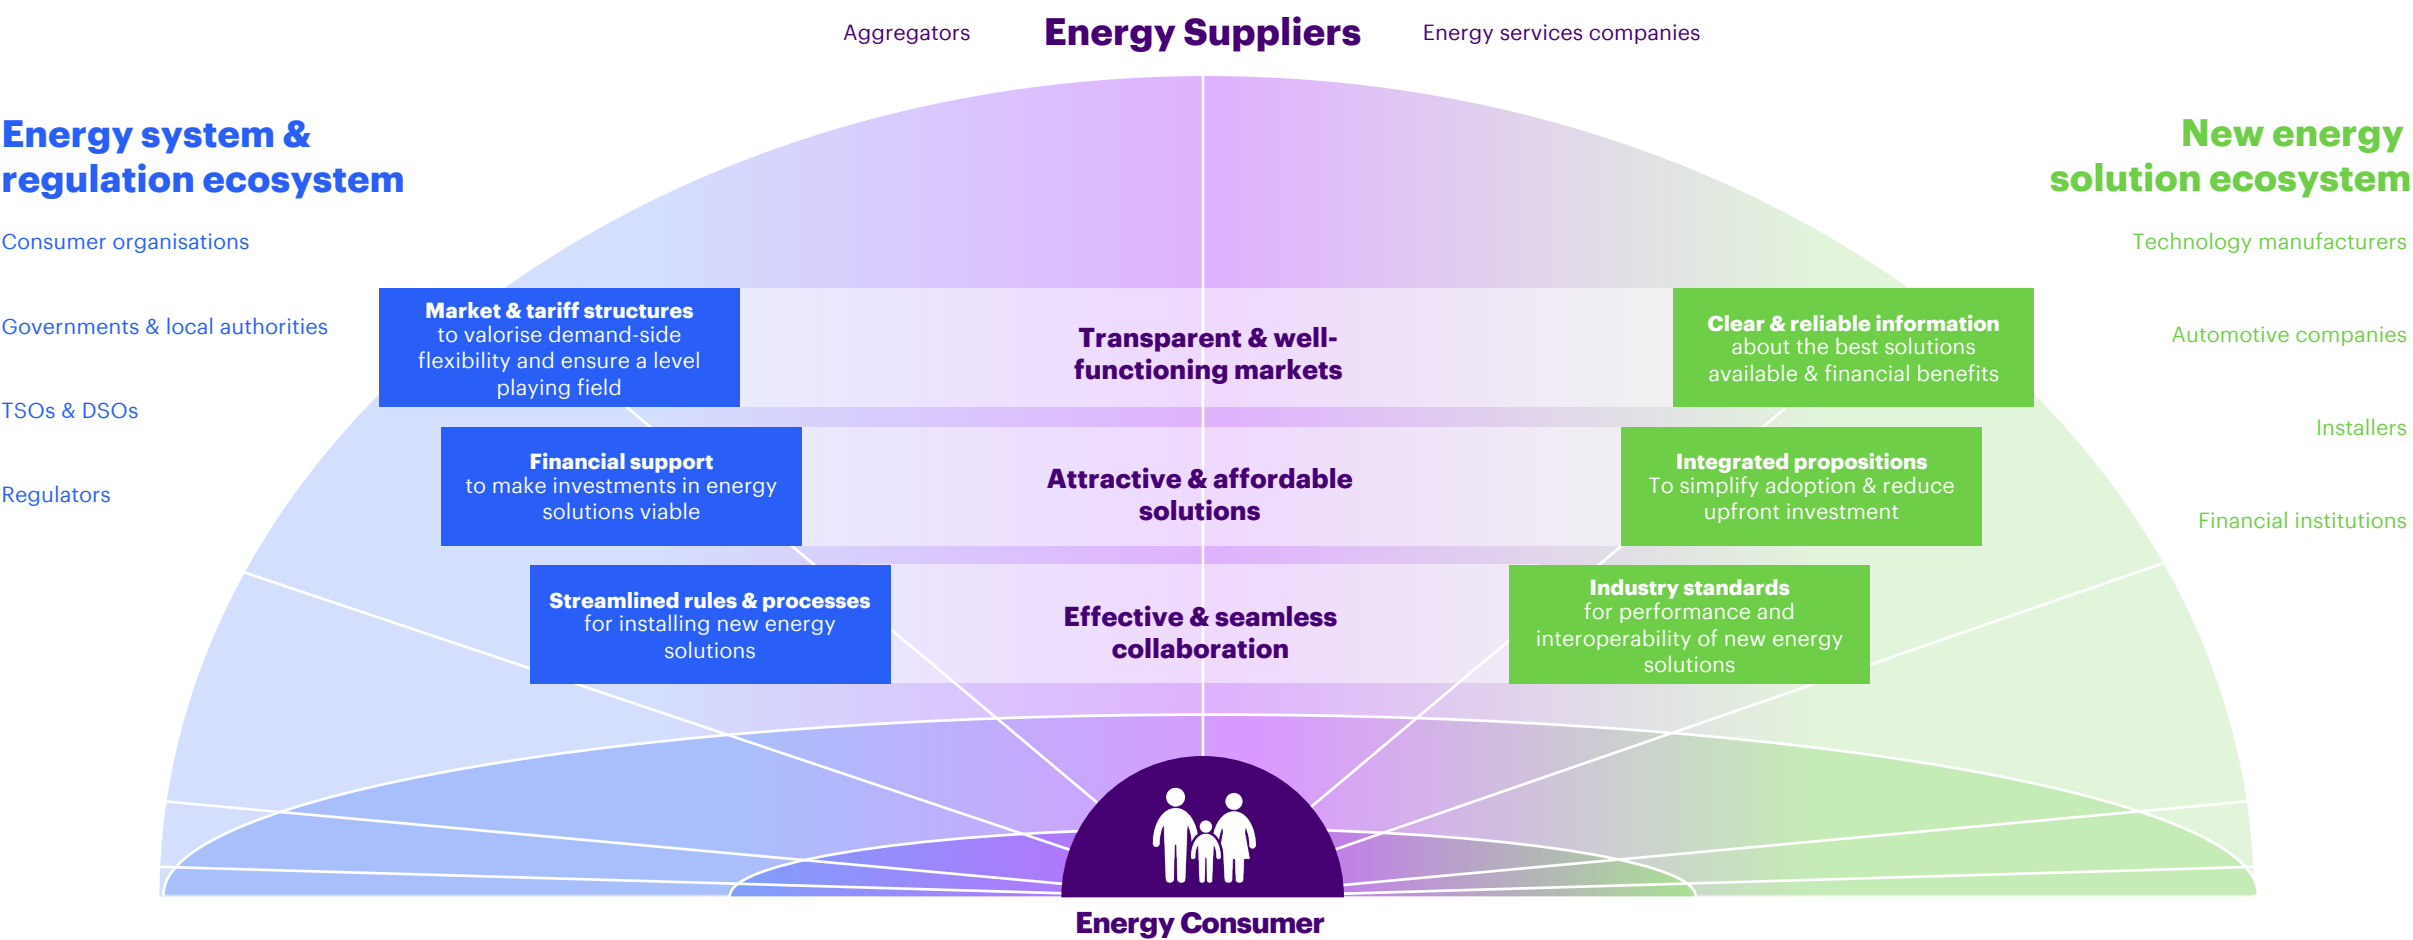 Aggregators
Energy Suppliers
Energy services companies
Energy system &
regulation ecosystem
Consumer organisations
Governments & local authorities
TSOs & DSOs
Regulators
New energy
solution ecosystem
Technology manufacturers
Automotive companies
Installers
Financial institutions
Market & tariff structures
to valorise demand-side
flexibility and ensure a level
playing field
Transparent & well-
functioning markets
Clear & reliable information
about the best solutions
available & financial benefits
Financial support
to make investments in energy
solutions viable
Attractive & affordable
solutions
Integrated propositions
To simplify adoption & reduce
upfront investment
Streamlined rules & processes
for installing new energy
solutions
Effective & seamless
collaboration
Industry standards
for performance and
interoperability of new energy
solutions
Energy Consumer